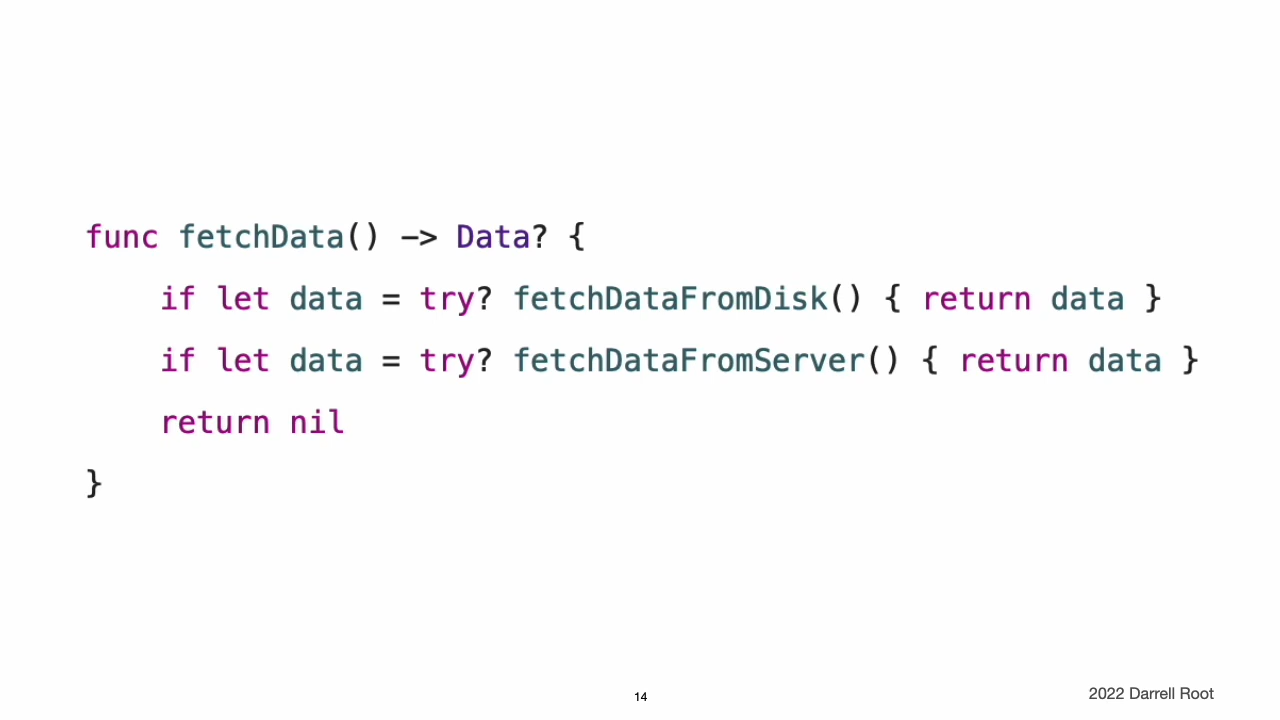 func fetchData() -> Data? {
    if let data = try? fetchDataFromDisk() { return data }
    if let data = try? fetchDataFromServer() { return data }
    return nil
}
14
2022 Darrell Root